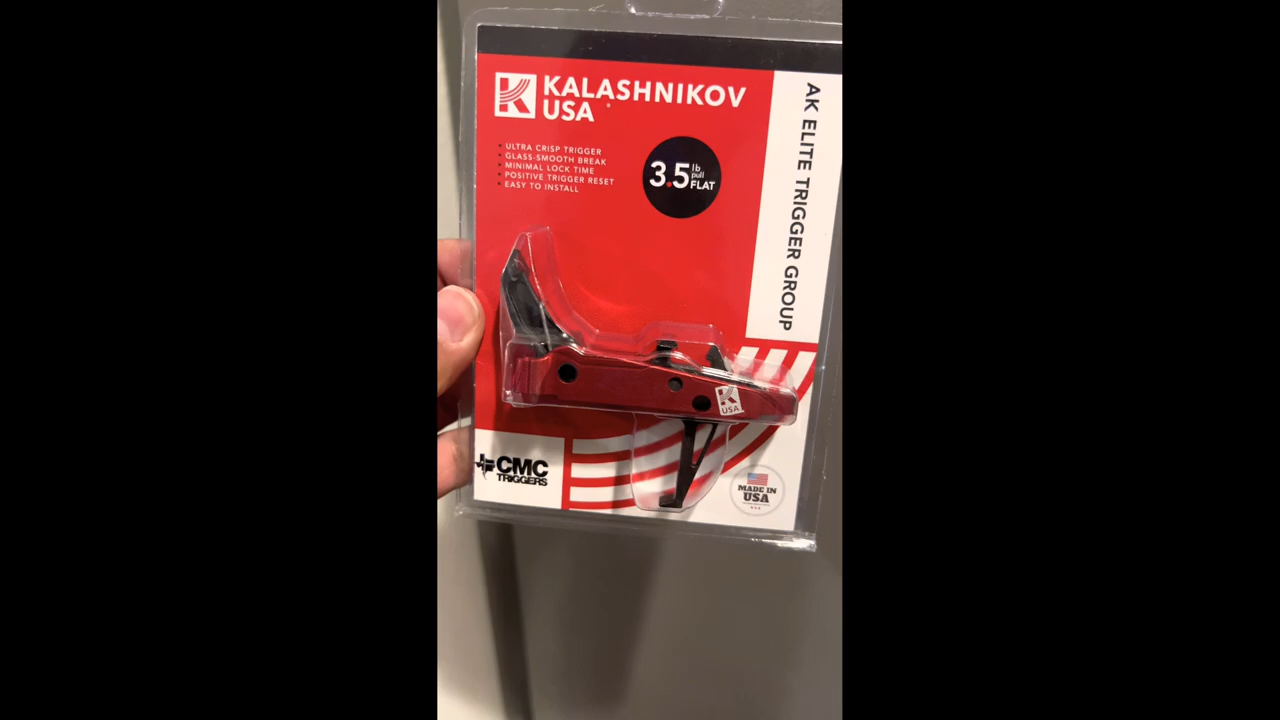 KALASHNIKOV
USA
• ULTRA CRISP TRIGGER
• GLASS-SMOOTH BREAK
• MINIMAL LOCK TIME
• POSITIVE TRIGGER RESET
• EASY TO INSTALL
3.5 lb
pull
FLAT
AK ELITE TRIGGER GROUP
USA
CMC
TRIGGERS
MADE IN
USA